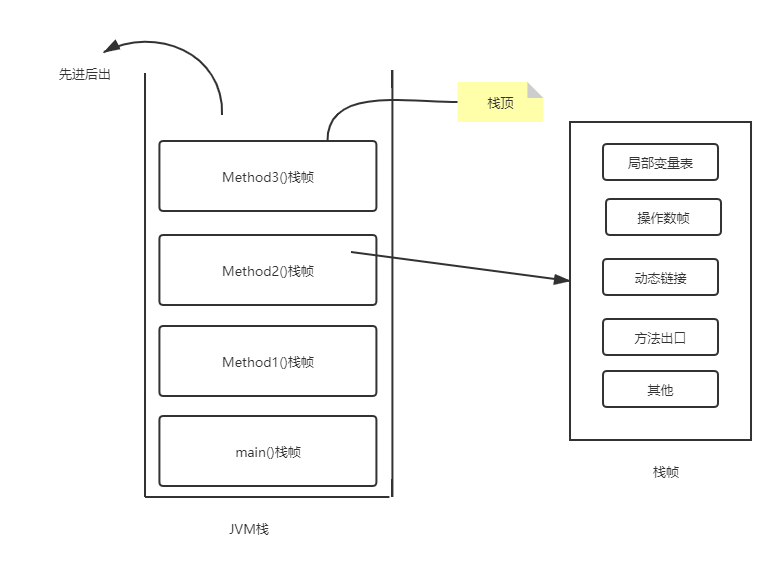 先进后出
栈顶
Method3()栈帧
Method2()栈帧
Method1()栈帧
main()栈帧
JVM栈
局部变量表
操作数帧
动态链接
方法出口
其他
栈帧